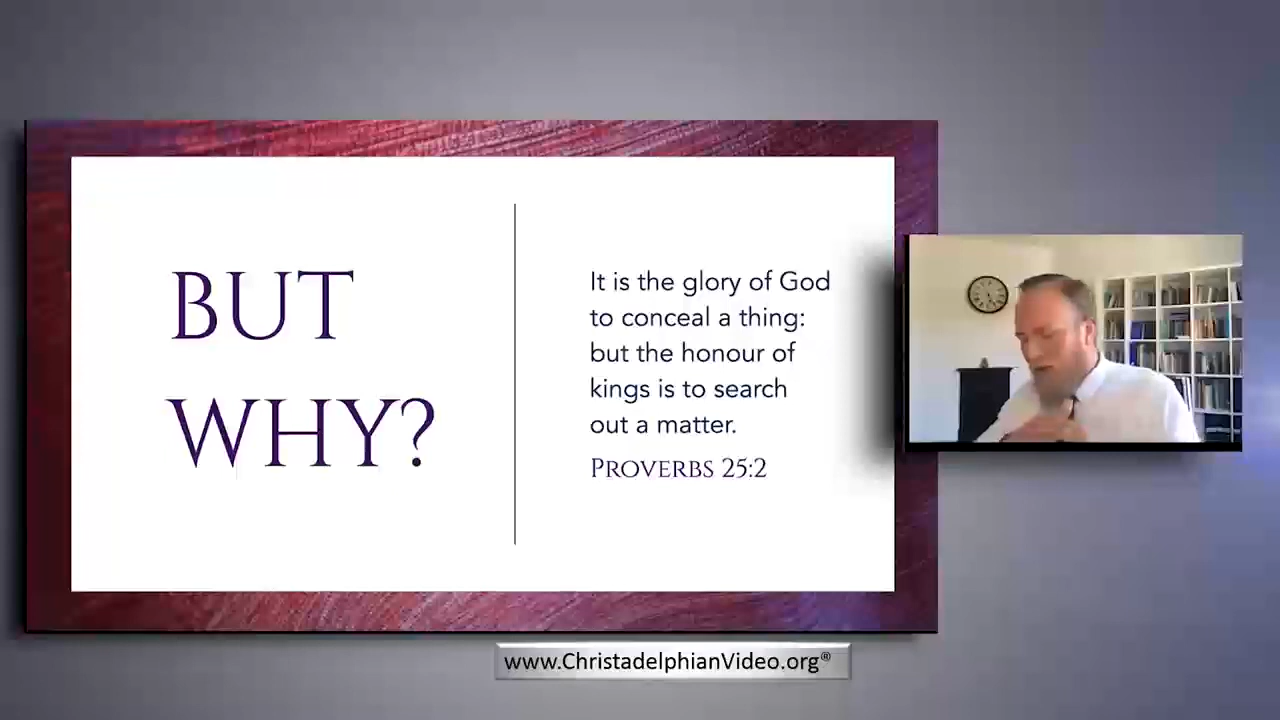 BUT
WHY?
It is the glory of God
to conceal a thing:
but the honour of
kings is to search
out a matter.
PROVERBS 25:2
www.ChristadelphianVideo.org®